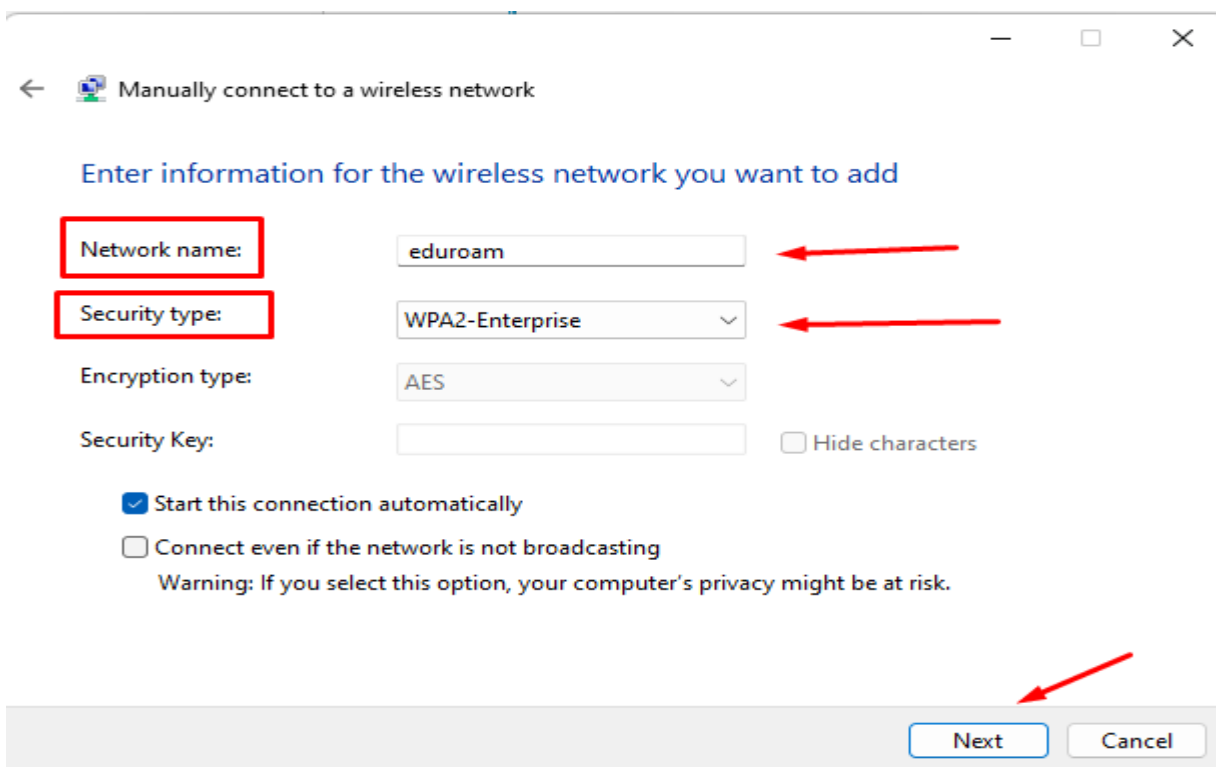 Manually connect to a wireless network
Enter information for the wireless network you want to add
Network name: eduroam
Security type: WPA2-Enterprise
Encryption type: AES
Security Key: Hide characters
Start this connection automatically
Connect even if the network is not broadcasting
Warning: If you select this option, your computer's privacy might be at risk.
Next Cancel